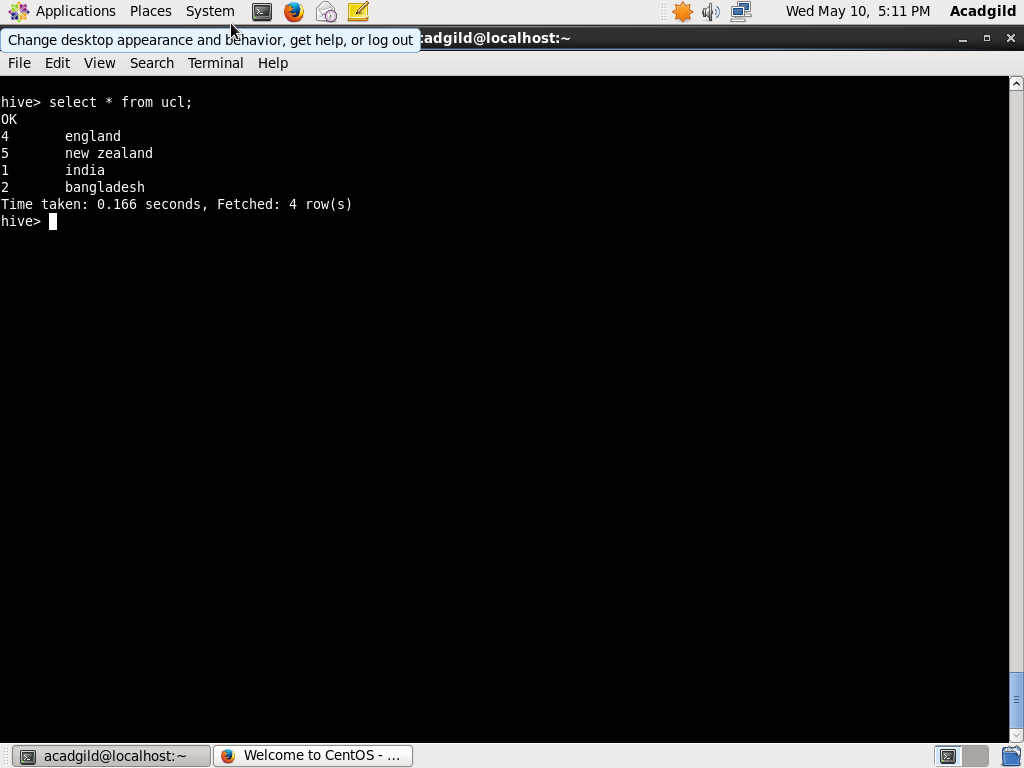 Applications Places System Wed May 10, 5:11 PM Acadgild
Change desktop appearance and behavior, get help, or log out cadgild@localhost:~
File Edit View Search Terminal Help
hive> select * from ucl;
OK
4 england
5 new zealand
1 india
2 bangladesh
Time taken: 0.166 seconds, Fetched: 4 row(s)
hive>
acadgild@localhost:~ Welcome to CentOS - ...